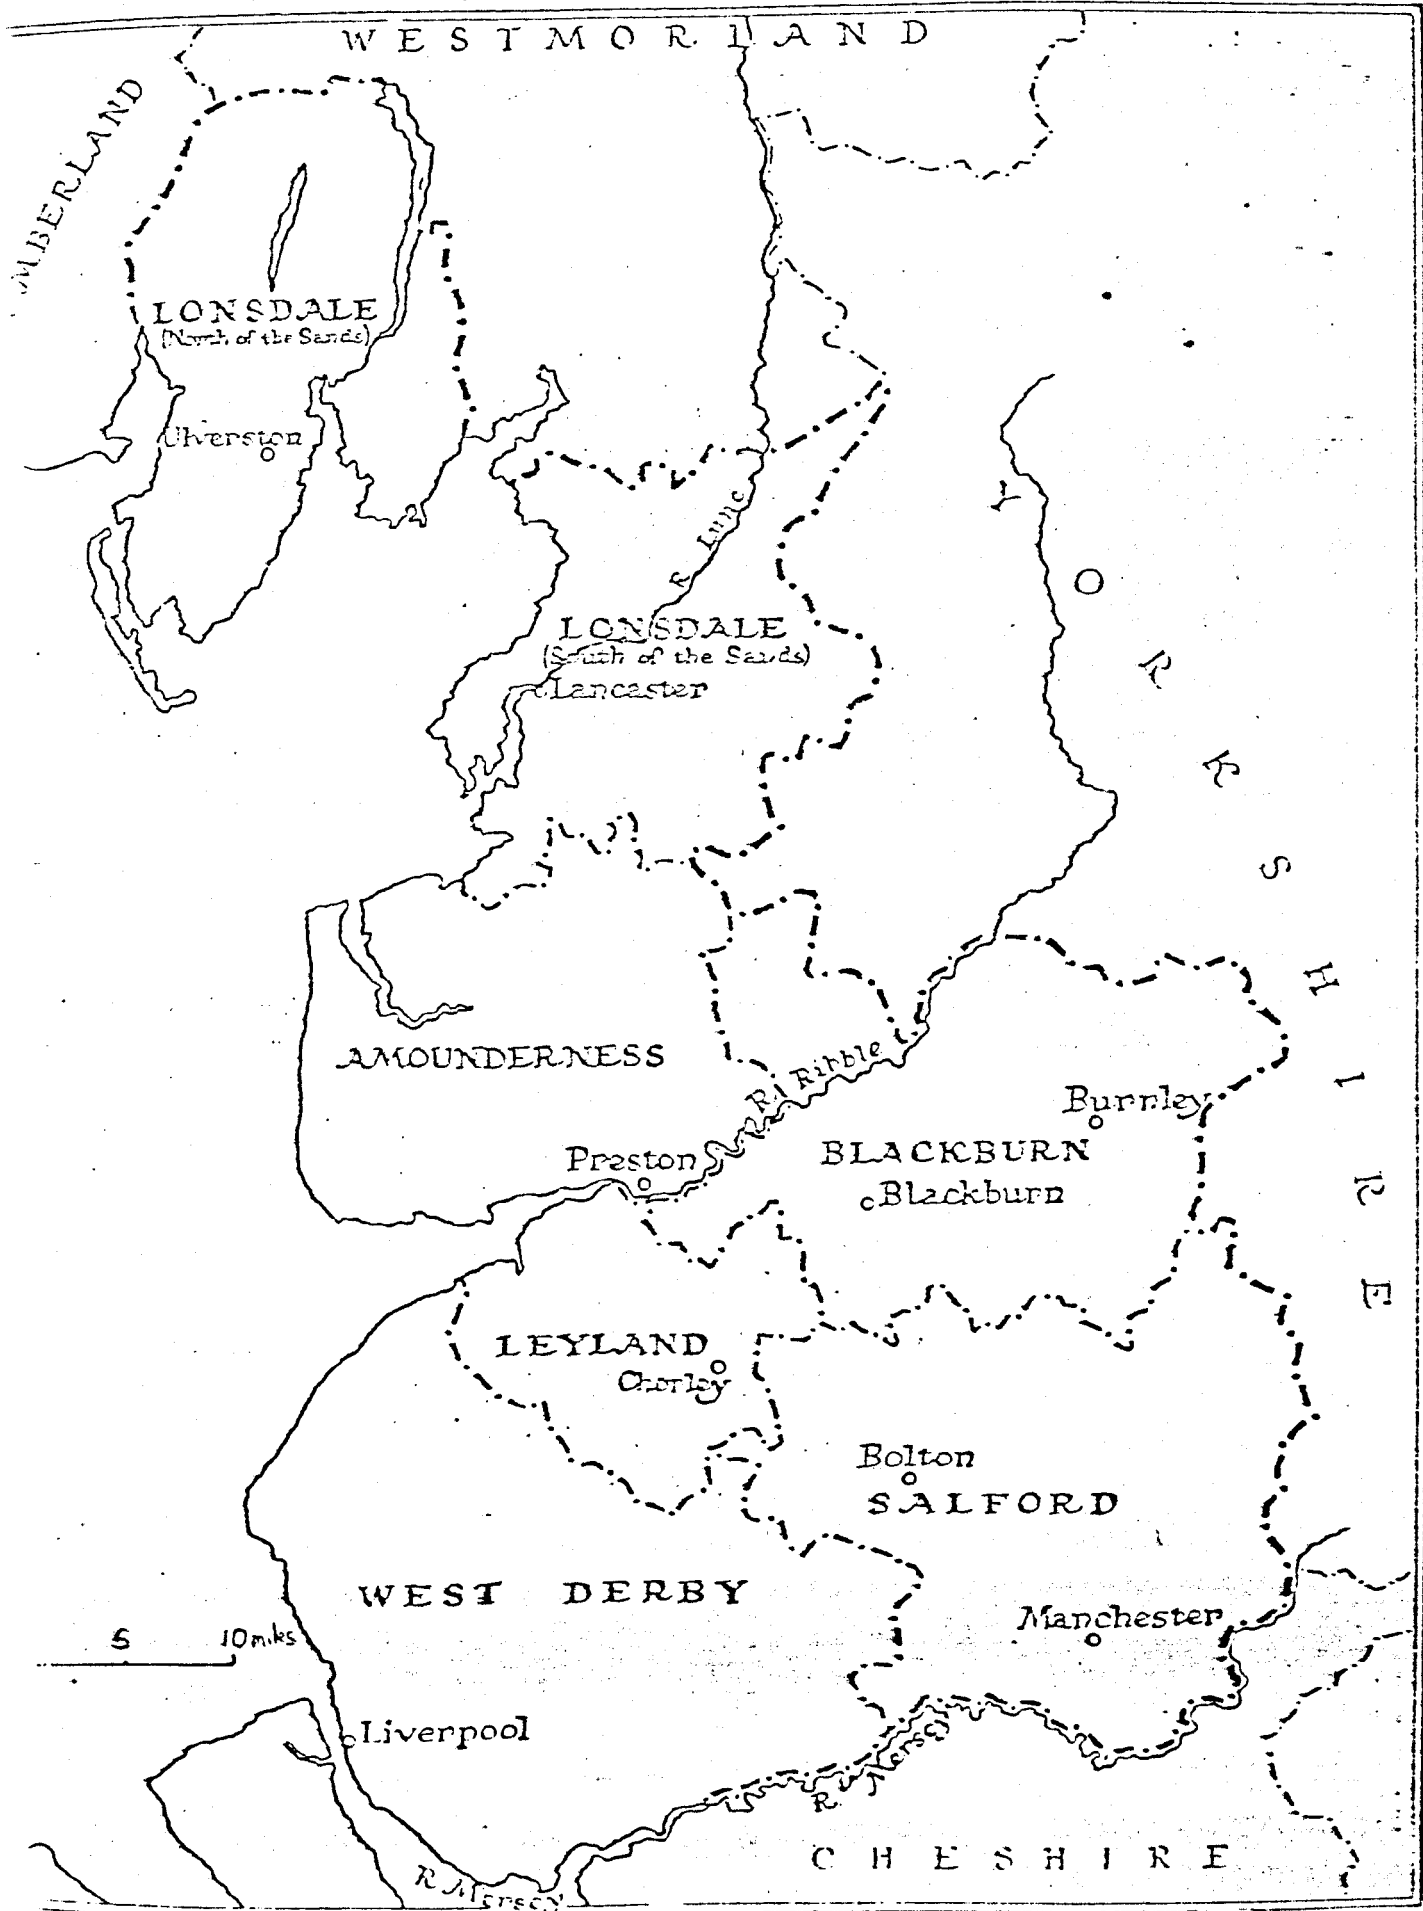 WESTMORLAND
MBERLAND
LONSDALE
(North of the Sands)
Ulverston
YORKSHIRE
R. Lune
LONSDALE
(South of the Sands)
Lancaster
AMOUNDERNESS
R. Ribble
Burnley
Preston
BLACKBURN
Blackburn
LEYLAND
Chorley
Bolton
SALFORD
WEST DERBY
Manchester
5 10 miles
Liverpool
R. Mersey
CHESHIRE
R. Mersey